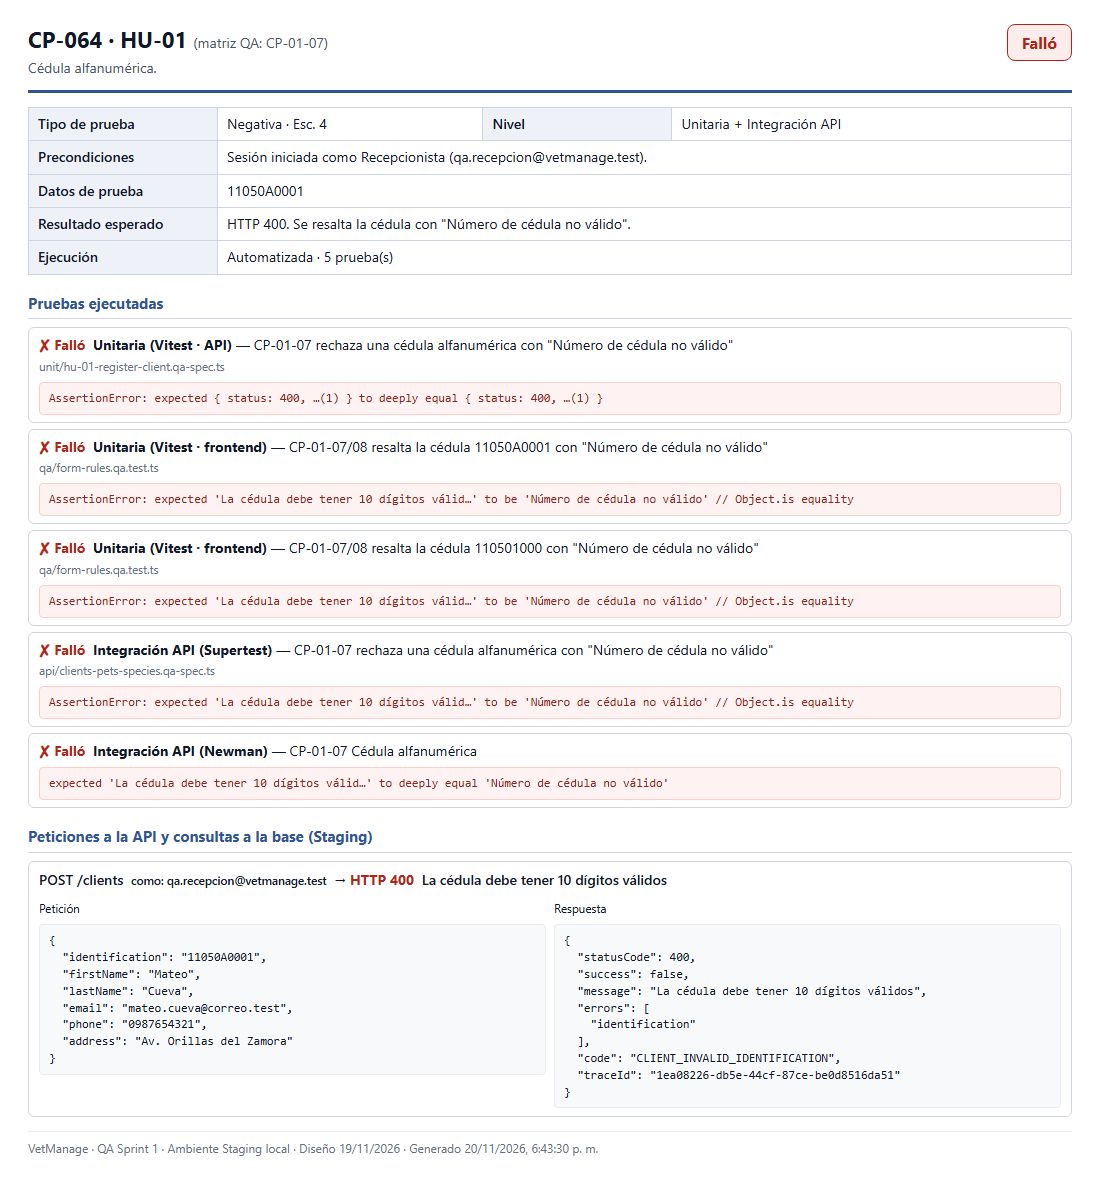 CP-064 · HU-01 (matriz QA: CP-01-07)
Falló
Cédula alfanumérica.
Tipo de prueba Negativa · Esc. 4 Nivel Unitaria + Integración API
Precondiciones Sesión iniciada como Recepcionista (qa.recepcion@vetmanage.test).
Datos de prueba 11050A0001
Resultado esperado HTTP 400. Se resalta la cédula con "Número de cédula no válido".
Ejecución Automatizada · 5 prueba(s)
Pruebas ejecutadas
✘ Falló Unitaria (Vitest · API) — CP-01-07 rechaza una cédula alfanumérica con "Número de cédula no válido"
unit/hu-01-register-client.qa-spec.ts
AssertionError: expected { status: 400, …(1) } to deeply equal { status: 400, …(1) }
✘ Falló Unitaria (Vitest · frontend) — CP-01-07/08 resalta la cédula 11050A0001 con "Número de cédula no válido"
qa/form-rules.qa.test.ts
AssertionError: expected 'La cédula debe tener 10 dígitos válid…' to be 'Número de cédula no válido' // Object.is equality
✘ Falló Unitaria (Vitest · frontend) — CP-01-07/08 resalta la cédula 110501000 con "Número de cédula no válido"
qa/form-rules.qa.test.ts
AssertionError: expected 'La cédula debe tener 10 dígitos válid…' to be 'Número de cédula no válido' // Object.is equality
✘ Falló Integración API (Supertest) — CP-01-07 rechaza una cédula alfanumérica con "Número de cédula no válido"
api/clients-pets-species.qa-spec.ts
AssertionError: expected 'La cédula debe tener 10 dígitos válid…' to be 'Número de cédula no válido' // Object.is equality
✘ Falló Integración API (Newman) — CP-01-07 Cédula alfanumérica
expected 'La cédula debe tener 10 dígitos válid…' to deeply equal 'Número de cédula no válido'
Peticiones a la API y consultas a la base (Staging)
POST /clients como: qa.recepcion@vetmanage.test → HTTP 400 La cédula debe tener 10 dígitos válidos
Petición
{
"identification": "11050A0001",
"firstName": "Mateo",
"lastName": "Cueva",
"email": "mateo.cueva@correo.test",
"phone": "0987654321",
"address": "Av. Orillas del Zamora"
}
Respuesta
{
"statusCode": 400,
"success": false,
"message": "La cédula debe tener 10 dígitos válidos",
"errors": [
"identification"
],
"code": "CLIENT_INVALID_IDENTIFICATION",
"traceId": "1ea08226-db5e-44cf-87ce-be0d8516da51"
}
VetManage · QA Sprint 1 · Ambiente Staging local · Diseño 19/11/2026 · Generado 20/11/2026, 6:43:30 p. m.